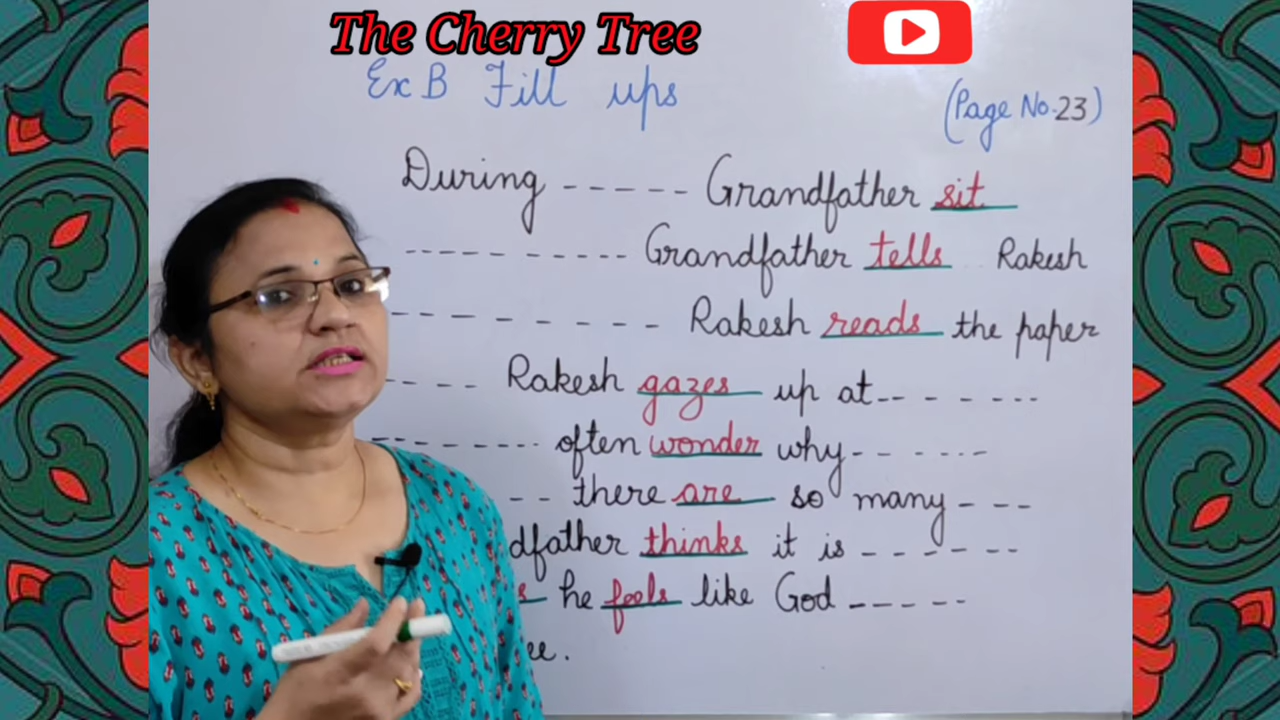 The Cherry Tree
Ex B Fill ups
(Page No. 23)
During ----- Grandfather sit
---------- Grandfather tells Rakesh
--------- Rakesh reads the paper
---- Rakesh gazes up at-- - - ----
------- often wonder why-- - ----
-- there are so many ---
dfather thinks it is ------
s he feels like God -----
ee.